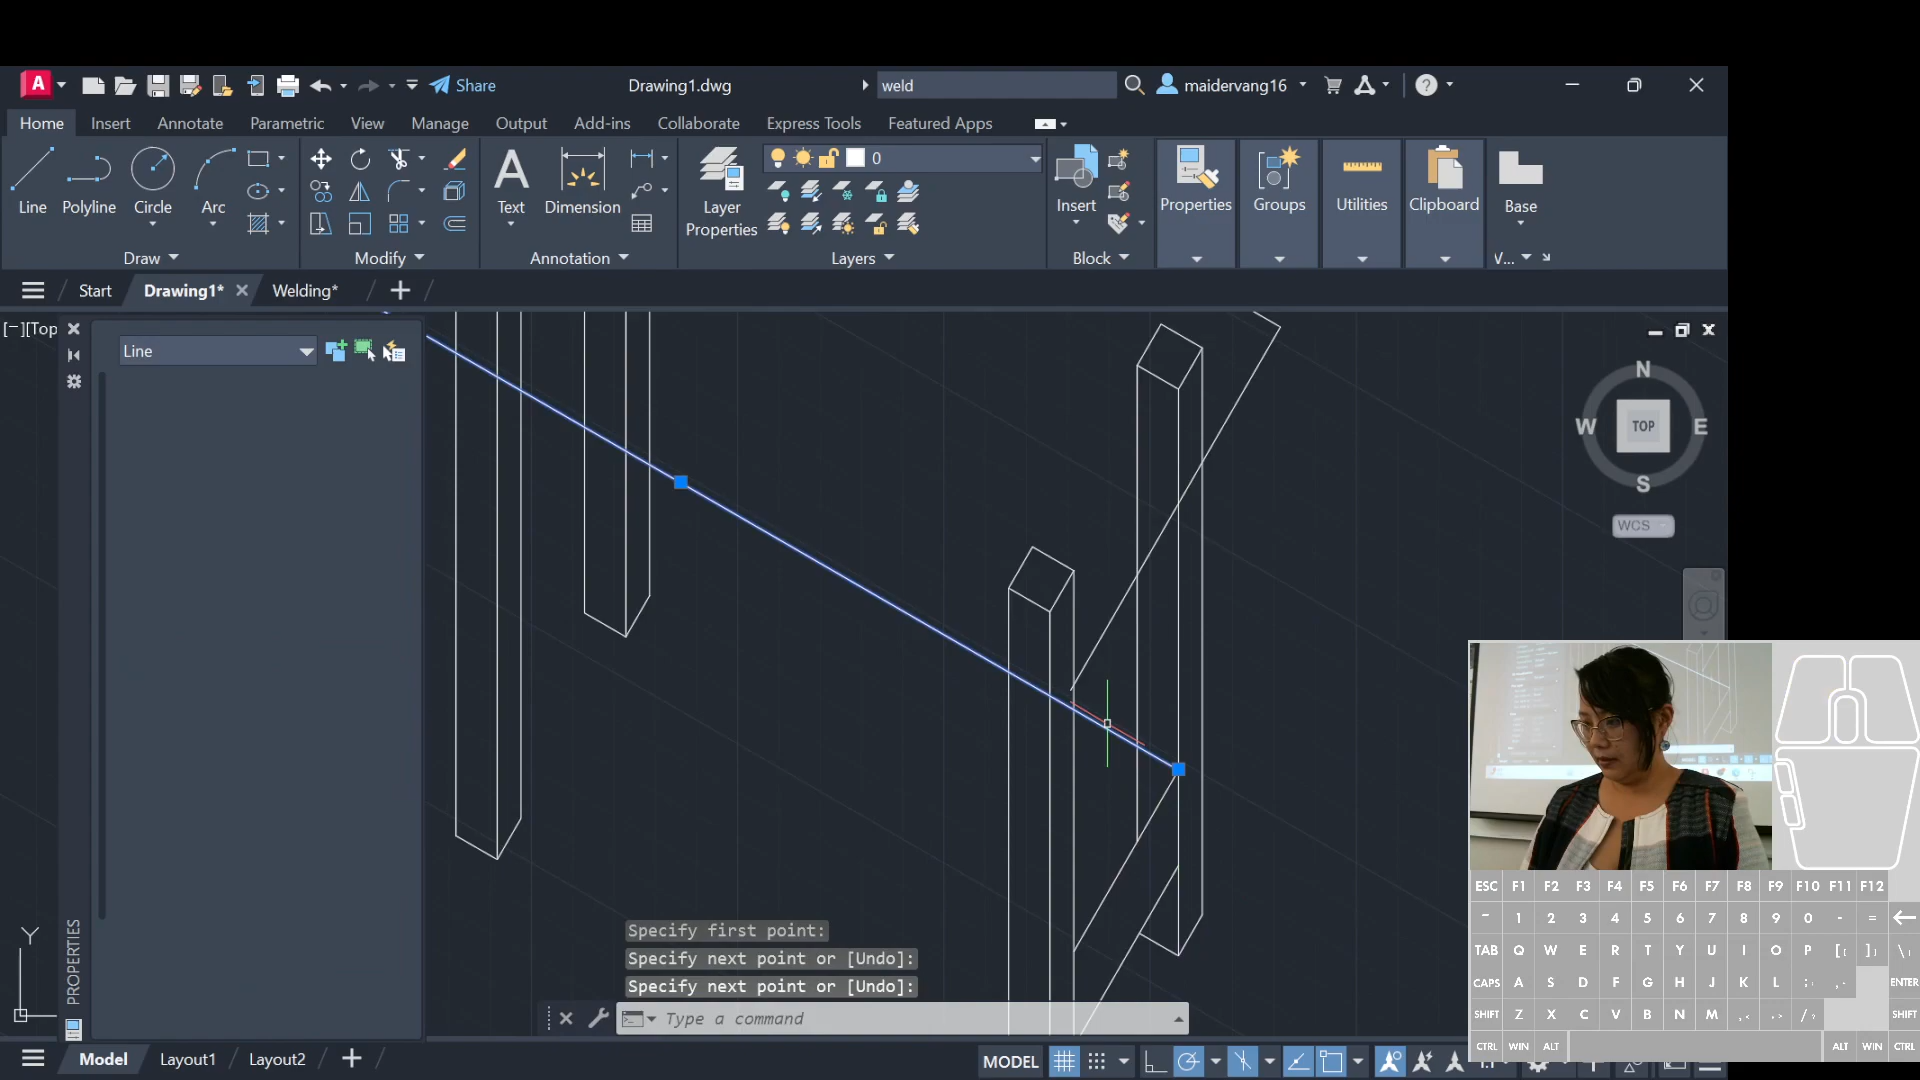 A
Share
Drawing1.dwg
weld
maidervang16
Home
Insert
Annotate
Parametric
View
Manage
Output
Add-ins
Collaborate
Express Tools
Featured Apps
Line
Polyline
Circle
Arc
A
Text
Dimension
Layer
Properties
0
Insert
Properties
Groups
Utilities
Clipboard
Base
Draw
Modify
Annotation
Layers
Block
V...
Start
Drawing1*
Welding*
[−][Top
Line
N
W
TOP
E
S
WCS
PROPERTIES
Y
Specify first point:
Specify next point or [Undo]:
Specify next point or [Undo]:
Type a command
Model
Layout1
Layout2
MODEL
ESC F1 F2 F3 F4 F5 F6 F7 F8 F9 F10 F11 F12
~ 1 2 3 4 5 6 7 8 9 0 - =
TAB Q W E R T Y U I O P
CAPS A S D F G H J K L ENTER
SHIFT Z X C V B N M SHIFT
CTRL WIN ALT ALT WIN CTRL